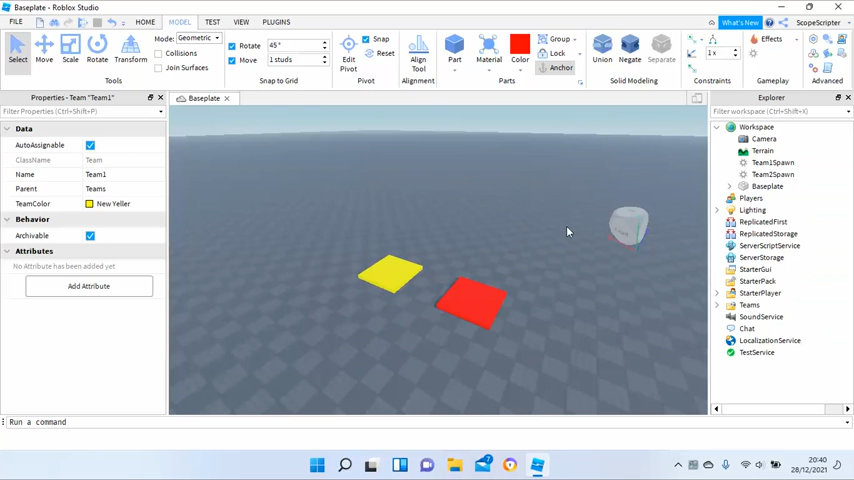 Baseplate - Roblox Studio
FILE HOME MODEL TEST VIEW PLUGINS What's New ScopeScripter
Select Move Scale Rotate Transform
Mode: Geometric
Collisions
Join Surfaces
Tools
Rotate 45 °
Move 1 studs
Snap to Grid
Edit Pivot
Snap
Reset
Pivot
Align Tool
Alignment
Part Material Color
Group
Lock
Anchor
Parts
Union Negate Separate
Solid Modeling
1 x
Constraints
Effects
Gameplay
Advanced
Properties - Team "Team1"
Filter Properties (Ctrl+Shift+P)
Data
AutoAssignable
ClassName Team
Name Team1
Parent Teams
TeamColor New Yeller
Behavior
Archivable
Attributes
No Attribute has been added yet
Add Attribute
Baseplate
Explorer
Filter workspace (Ctrl+Shift+X)
Workspace
Camera
Terrain
Team1Spawn
Team2Spawn
Baseplate
Players
Lighting
ReplicatedFirst
ReplicatedStorage
ServerScriptService
ServerStorage
StarterGui
StarterPack
StarterPlayer
Teams
SoundService
Chat
LocalizationService
TestService
Run a command
7
20:40
28/12/2021